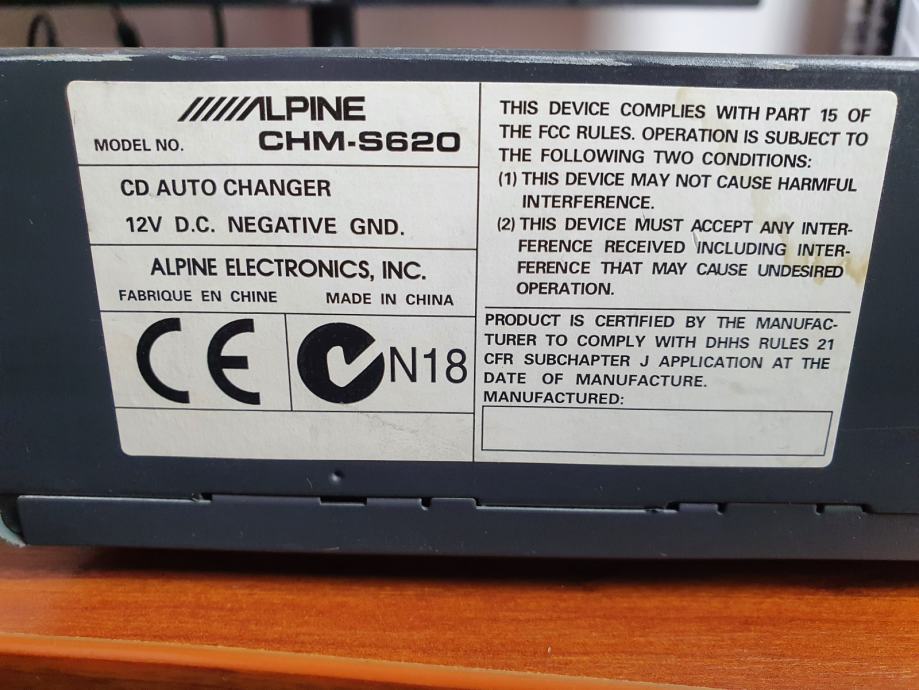 ALPINE
MODEL NO. CHM-S620
CD AUTO CHANGER
12V D.C. NEGATIVE GND.
ALPINE ELECTRONICS, INC.
FABRIQUE EN CHINE MADE IN CHINA
CE N18
THIS DEVICE COMPLIES WITH PART 15 OF
THE FCC RULES. OPERATION IS SUBJECT TO
THE FOLLOWING TWO CONDITIONS:
(1) THIS DEVICE MAY NOT CAUSE HARMFUL
INTERFERENCE.
(2) THIS DEVICE MUST ACCEPT ANY INTER-
FERENCE RECEIVED INCLUDING INTER-
FERENCE THAT MAY CAUSE UNDESIRED
OPERATION.
PRODUCT IS CERTIFIED BY THE MANUFAC-
TURER TO COMPLY WITH DHHS RULES 21
CFR SUBCHAPTER J APPLICATION AT THE
DATE OF MANUFACTURE.
MANUFACTURED: